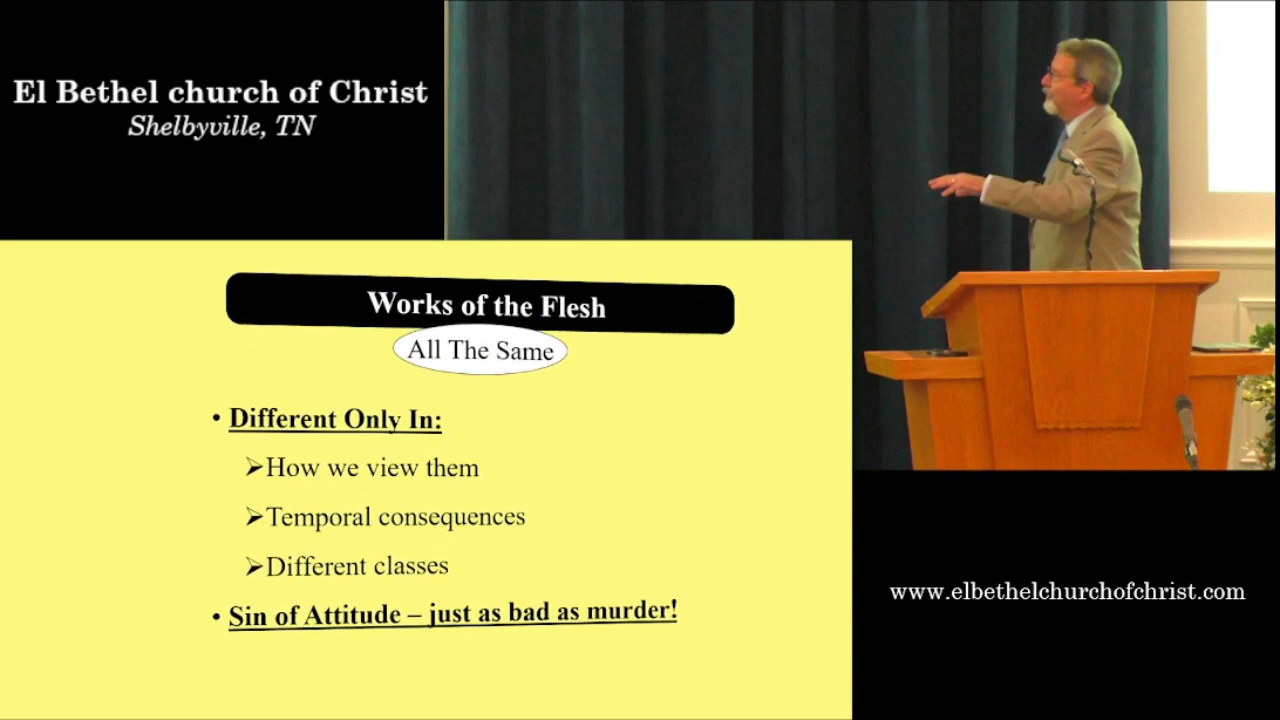 El Bethel church of Christ
Shelbyville, TN
Works of the Flesh
All The Same
• Different Only In:
➢How we view them
➢Temporal consequences
➢Different classes
• Sin of Attitude – just as bad as murder!
www.elbethelchurchofchrist.com